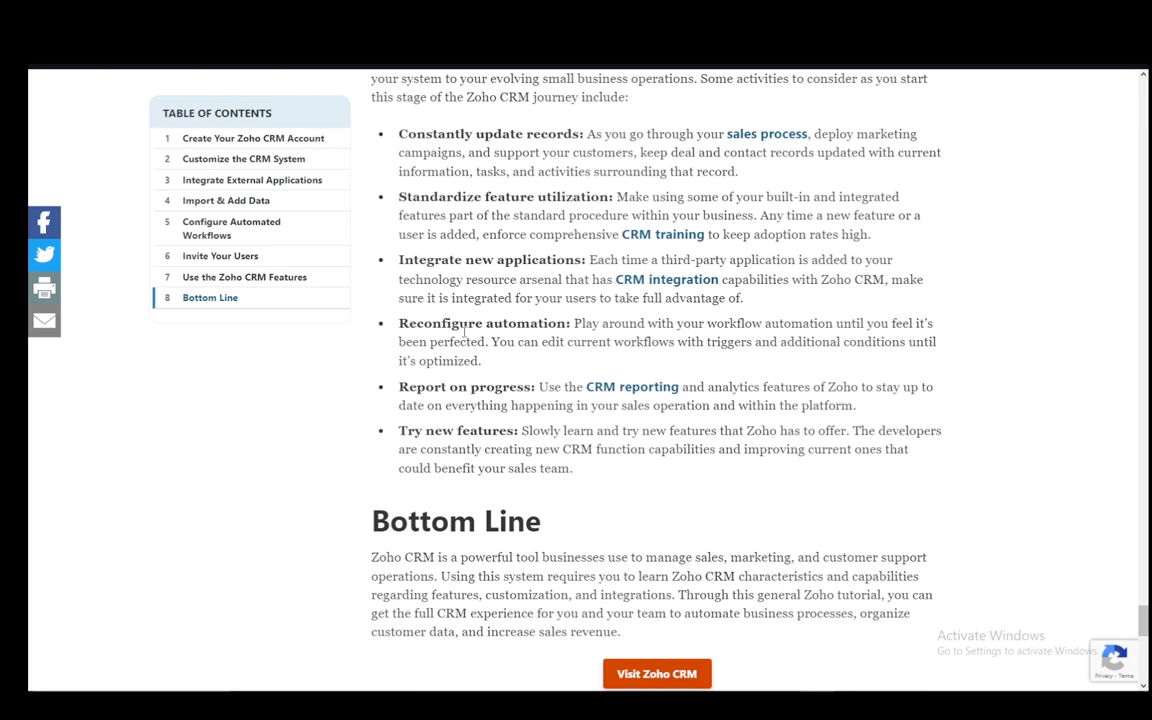 your system to your evolving small business operations. Some activities to consider as you start
this stage of the Zoho CRM journey include:
TABLE OF CONTENTS
1 Create Your Zoho CRM Account
2 Customize the CRM System
3 Integrate External Applications
4 Import & Add Data
5 Configure Automated
Workflows
6 Invite Your Users
7 Use the Zoho CRM Features
8 Bottom Line
• Constantly update records: As you go through your sales process, deploy marketing
campaigns, and support your customers, keep deal and contact records updated with current
information, tasks, and activities surrounding that record.
• Standardize feature utilization: Make using some of your built-in and integrated
features part of the standard procedure within your business. Any time a new feature or a
user is added, enforce comprehensive CRM training to keep adoption rates high.
• Integrate new applications: Each time a third-party application is added to your
technology resource arsenal that has CRM integration capabilities with Zoho CRM, make
sure it is integrated for your users to take full advantage of.
• Reconfigure automation: Play around with your workflow automation until you feel it's
been perfected. You can edit current workflows with triggers and additional conditions until
it's optimized.
• Report on progress: Use the CRM reporting and analytics features of Zoho to stay up to
date on everything happening in your sales operation and within the platform.
• Try new features: Slowly learn and try new features that Zoho has to offer. The developers
are constantly creating new CRM function capabilities and improving current ones that
could benefit your sales team.
Bottom Line
Zoho CRM is a powerful tool businesses use to manage sales, marketing, and customer support
operations. Using this system requires you to learn Zoho CRM characteristics and capabilities
regarding features, customization, and integrations. Through this general Zoho tutorial, you can
get the full CRM experience for you and your team to automate business processes, organize
customer data, and increase sales revenue.
Visit Zoho CRM
Activate Windows
Go to Settings to activate Windows.
Privacy - Terms